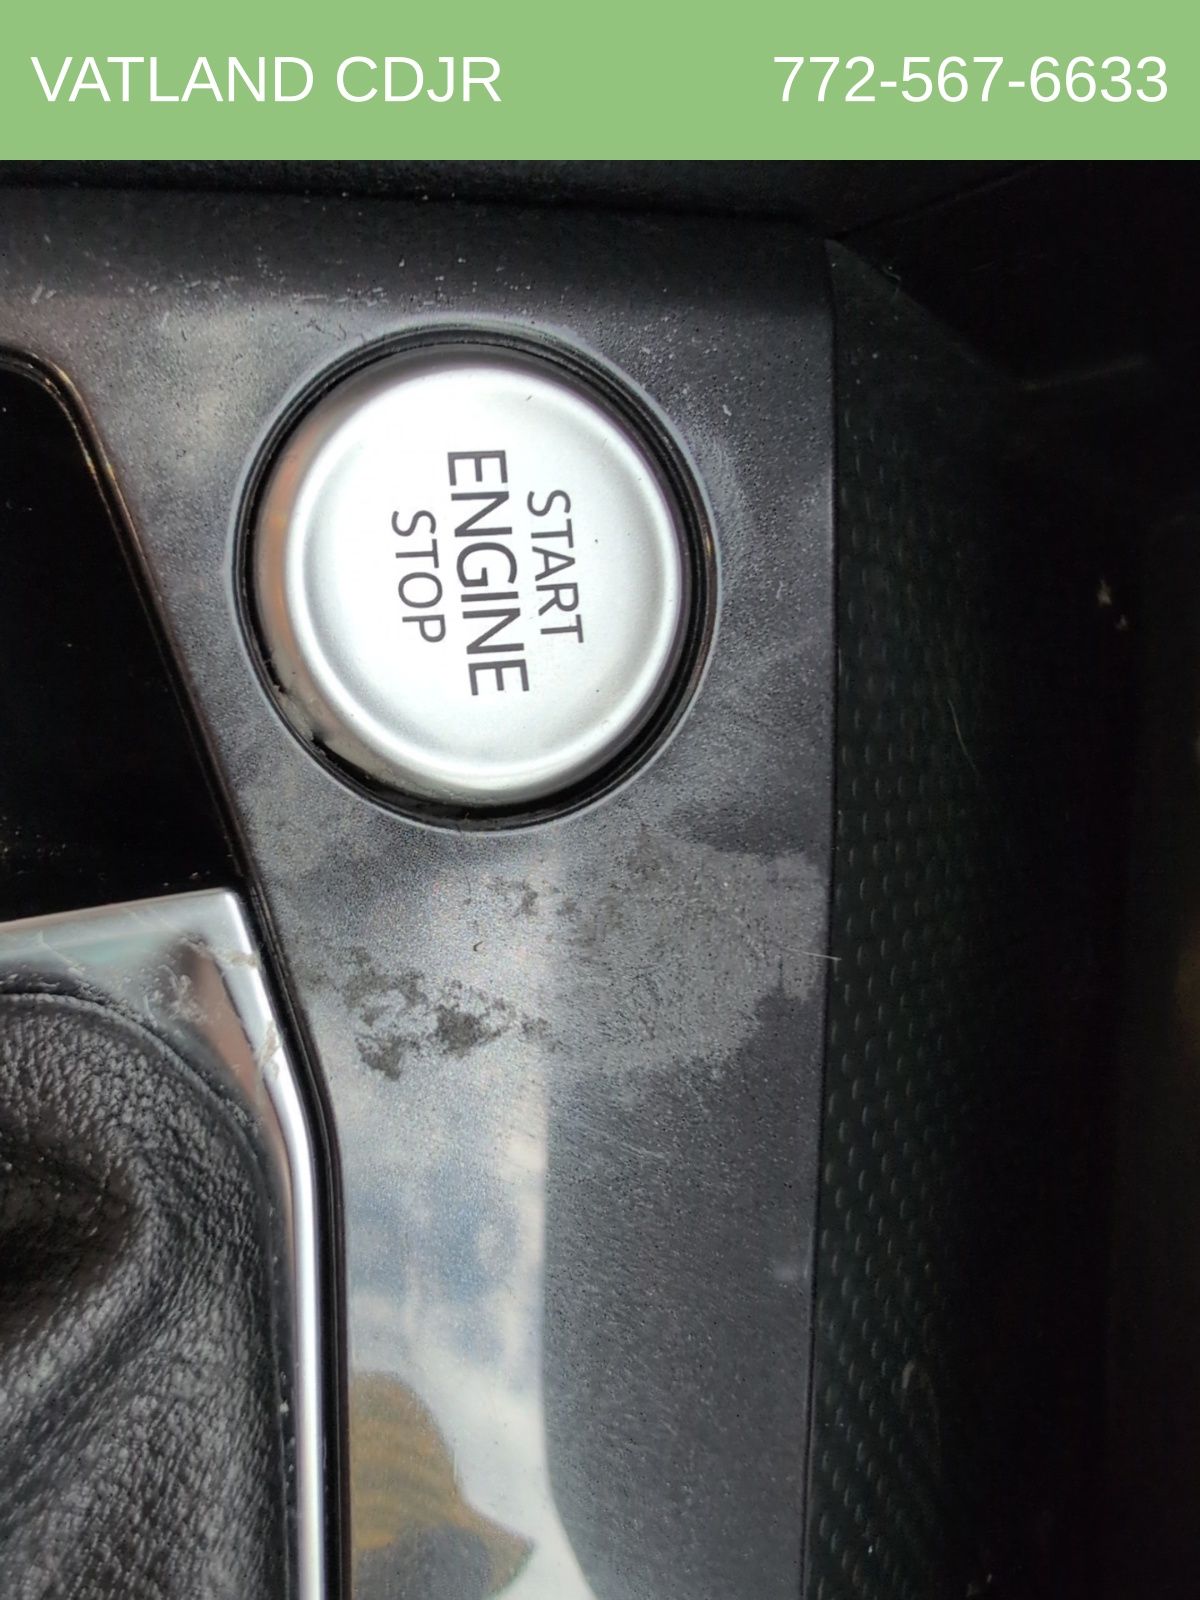 VATLAND CDJR
772-567-6633
START
ENGINE
STOP